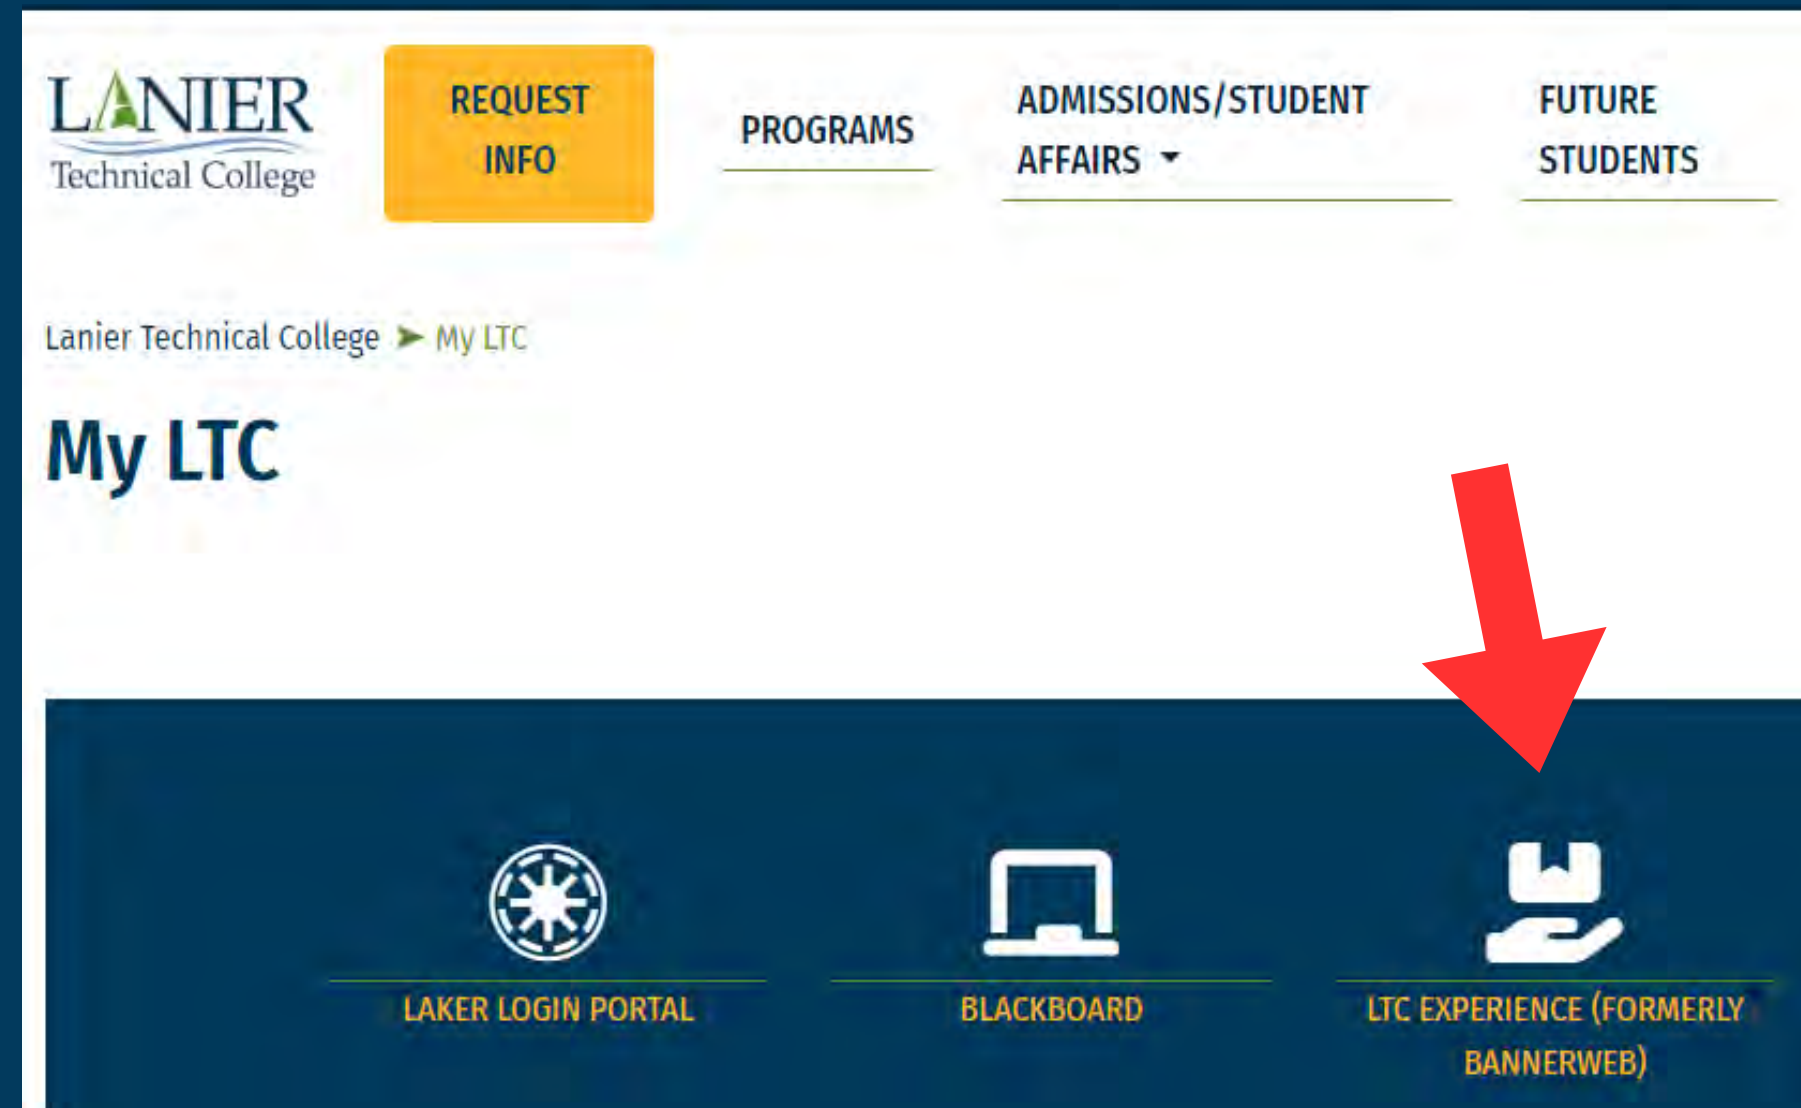 LANIER
Technical College
REQUEST
INFO
PROGRAMS
ADMISSIONS/STUDENT
AFFAIRS
FUTURE
STUDENTS
Lanier Technical College ➤ My LTC
My LTC
LAKER LOGIN PORTAL
BLACKBOARD
LTC EXPERIENCE (FORMERLY
BANNERWEB)